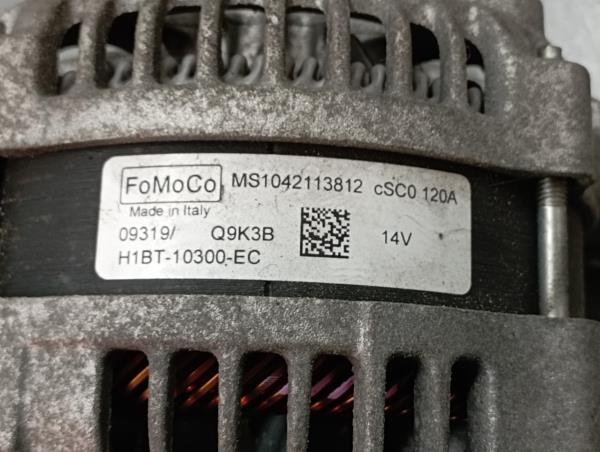 FoMoCo MS1042113812 cSC0 120A
Made in Italy
09319/ Q9K3B 14V
H1BT-10300-EC